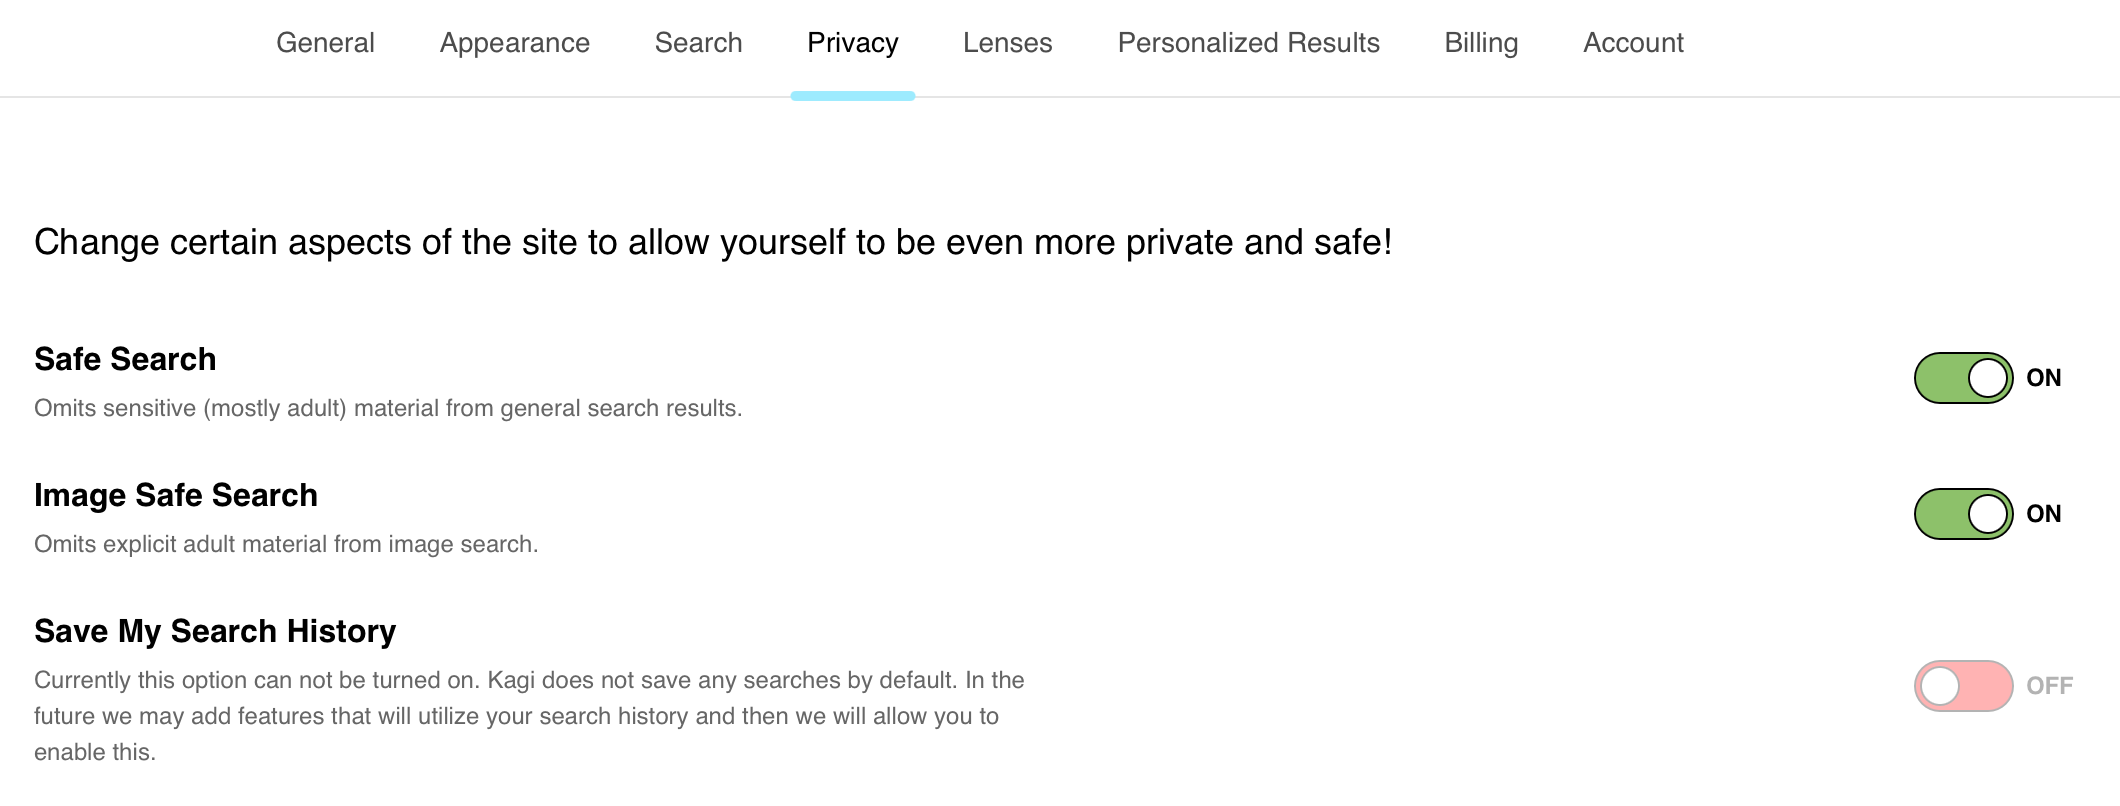 General Appearance Search Privacy Lenses Personalized Results Billing Account
Change certain aspects of the site to allow yourself to be even more private and safe!
Safe Search
Omits sensitive (mostly adult) material from general search results.
ON
Image Safe Search
Omits explicit adult material from image search.
ON
Save My Search History
Currently this option can not be turned on. Kagi does not save any searches by default. In the
future we may add features that will utilize your search history and then we will allow you to
enable this.
OFF